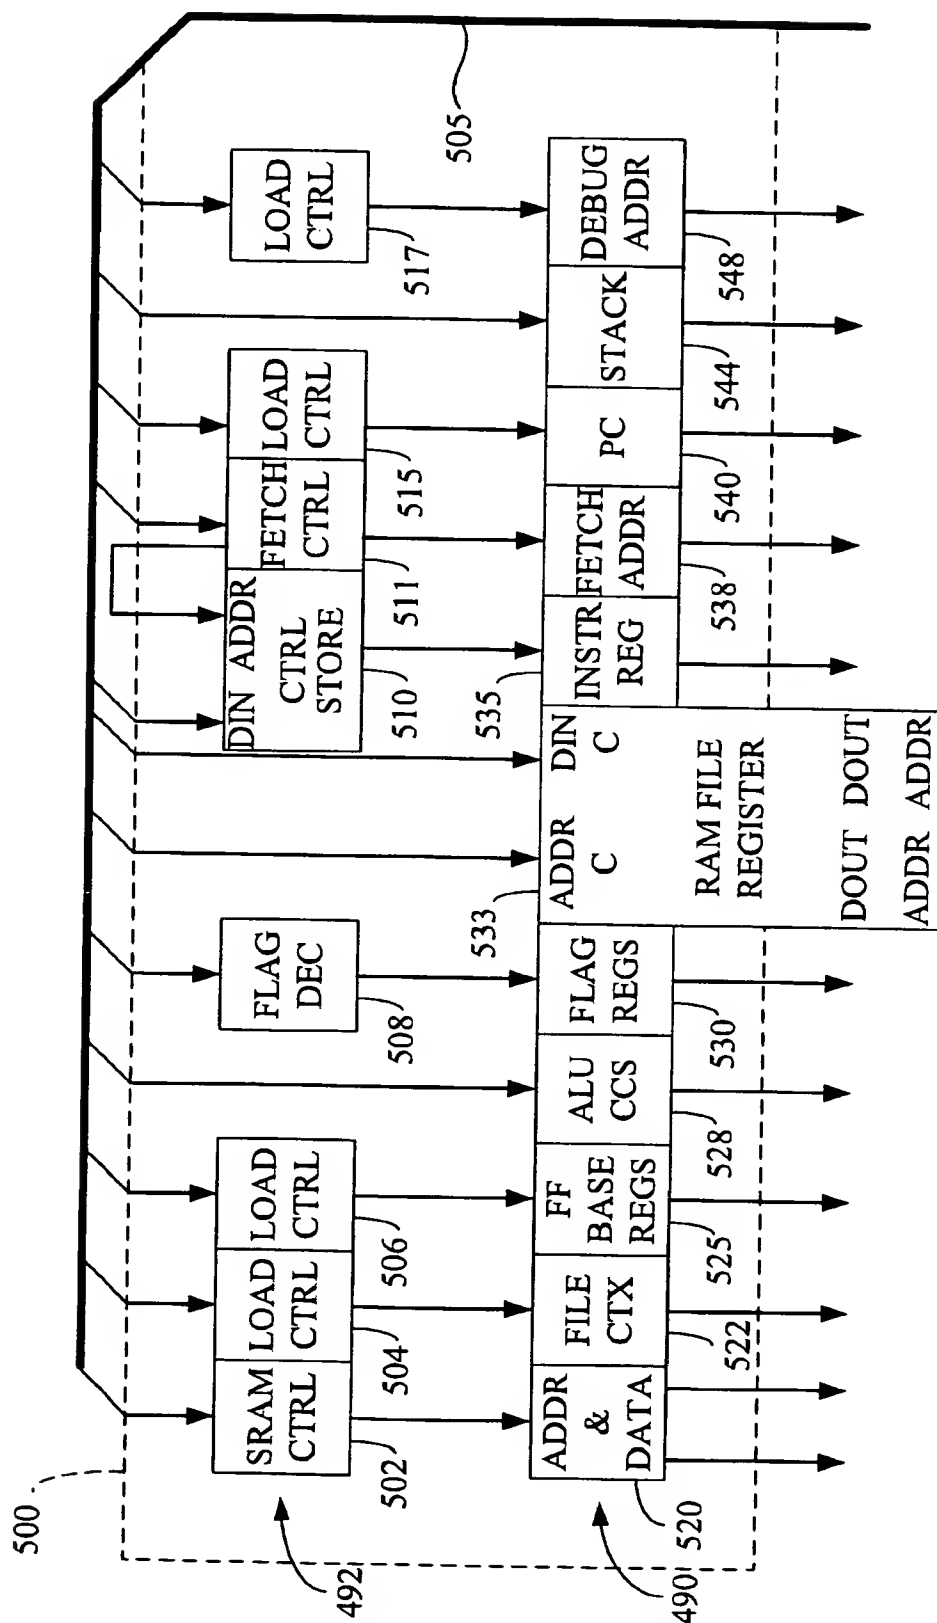 500
505
SRAM
CTRL
LOAD
CTRL
LOAD
CTRL
FLAG
DEC
DIN ADDR
CTRL
STORE
FETCH
CTRL
LOAD
CTRL
LOAD
CTRL
492
502
504
506
508
510
511
515
517
533
535
ADDR
&
DATA
FILE
CTX
FF
BASE
REGS
ALU
CCS
FLAG
REGS
ADDR
C
DIN
C
RAM FILE
REGISTER
DOUT DOUT
ADDR ADDR
INSTR
REG
FETCH
ADDR
PC
STACK
DEBUG
ADDR
490
520
522
525
528
530
538
540
544
548